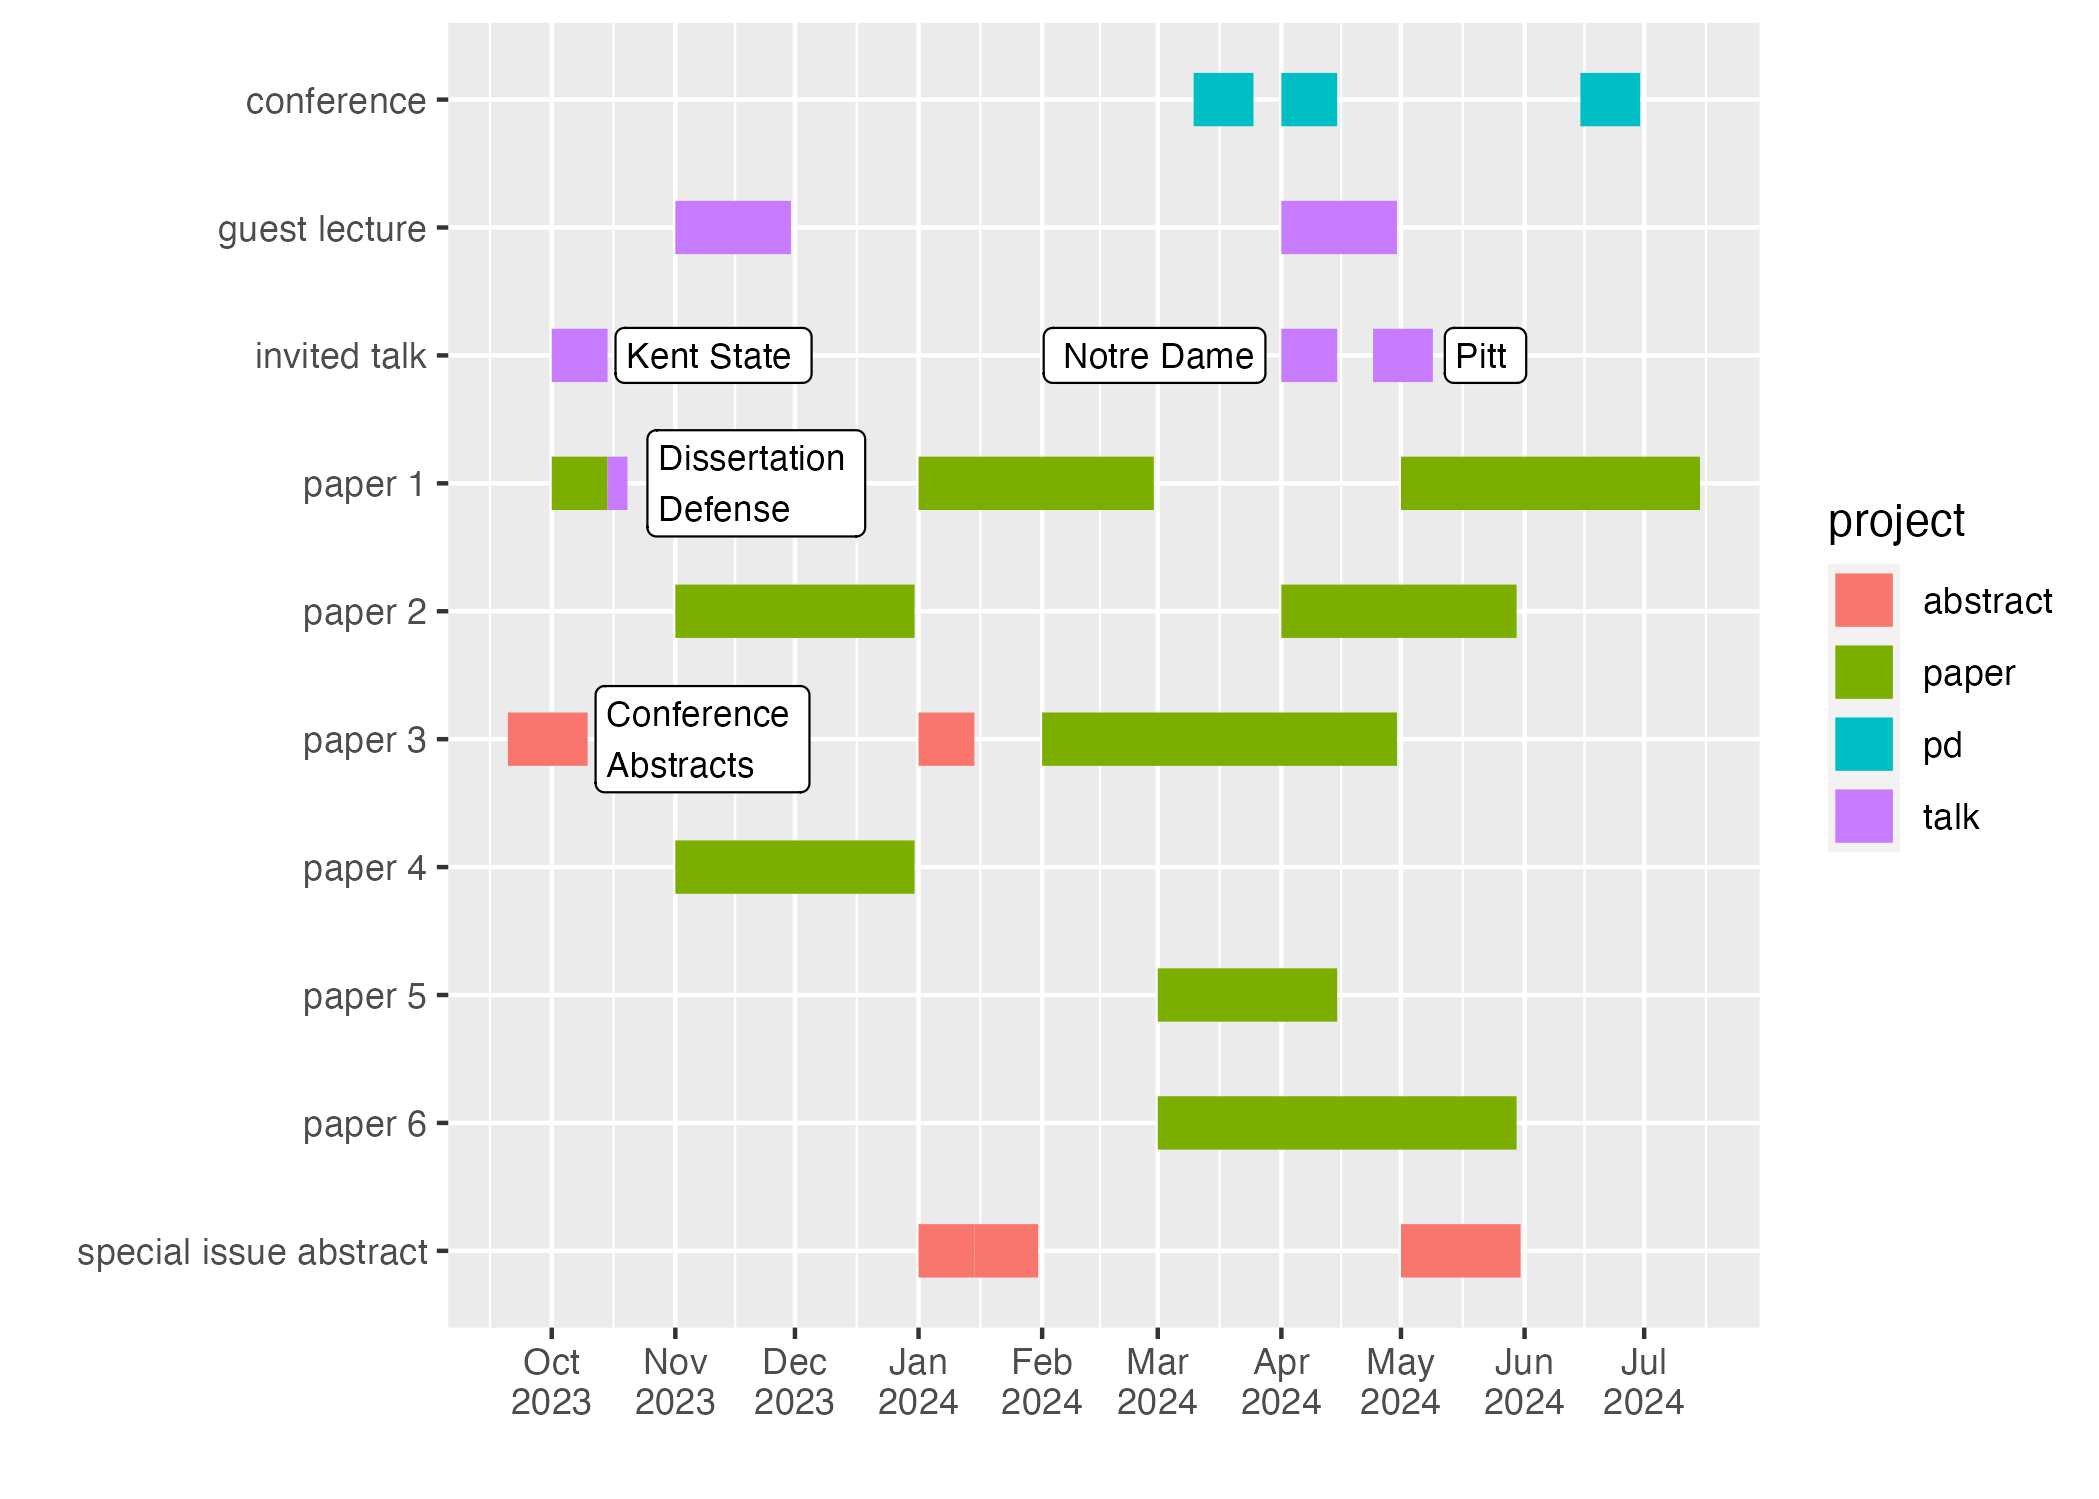 conference
guest lecture
invited talk
Kent State
Notre Dame
Pitt
paper 1
Dissertation
Defense
paper 2
paper 3
Conference
Abstracts
paper 4
paper 5
paper 6
special issue abstract
Oct
2023
Nov
2023
Dec
2023
Jan
2024
Feb
2024
Mar
2024
Apr
2024
May
2024
Jun
2024
Jul
2024
project
abstract
paper
pd
talk